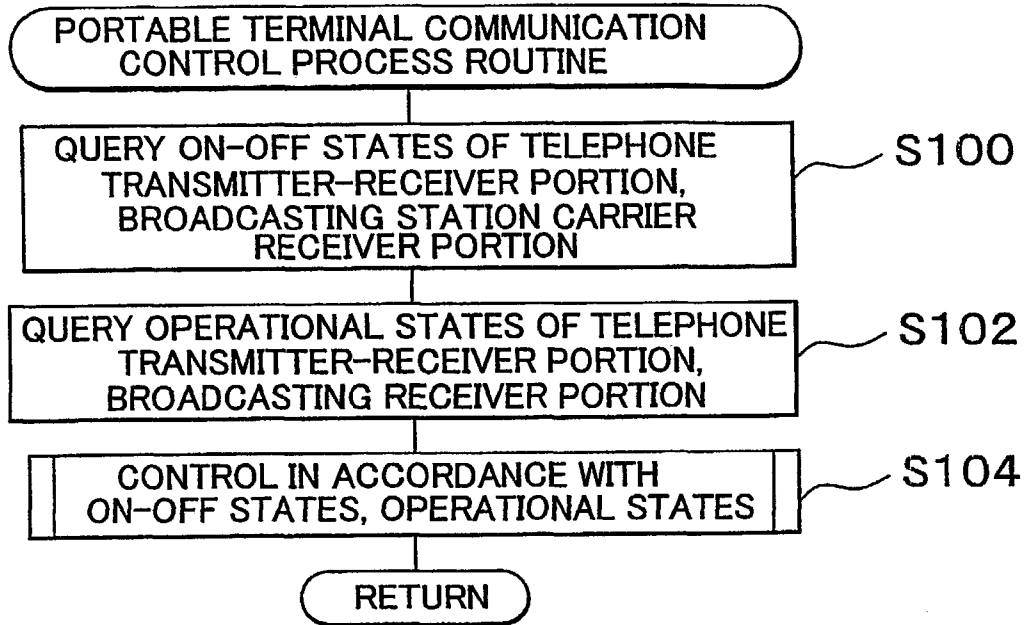 PORTABLE TERMINAL COMMUNICATION
CONTROL PROCESS ROUTINE
QUERY ON-OFF STATES OF TELEPHONE
TRANSMITTER-RECEIVER PORTION,
BROADCASTING STATION CARRIER
RECEIVER PORTION
S100
QUERY OPERATIONAL STATES OF TELEPHONE
TRANSMITTER-RECEIVER PORTION,
BROADCASTING RECEIVER PORTION
S102
CONTROL IN ACCORDANCE WITH
ON-OFF STATES, OPERATIONAL STATES
S104
RETURN